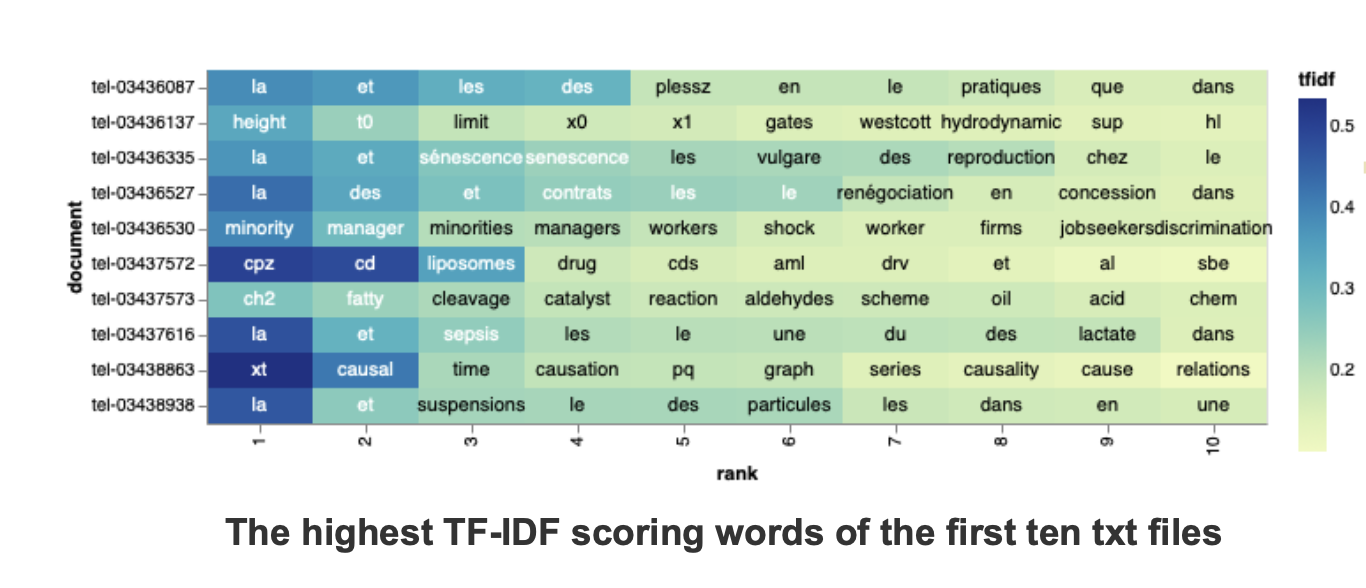 tfidf
tel-03436087 la et les des plessz en le pratiques que dans
tel-03436137 height t0 limit x0 x1 gates westcott hydrodynamic sup hl
tel-03436335 la et sénescence senescence les vulgare des reproduction chez le
tel-03436527 la des et contrats les le renégociation en concession dans
tel-03436530 minority manager minorities managers workers shock worker firms jobseekers discrimination
tel-03437572 cpz cd liposomes drug cds aml drv et al sbe
tel-03437573 ch2 fatty cleavage catalyst reaction aldehydes scheme oil acid chem
tel-03437616 la et sepsis les le une du des lactate dans
tel-03438863 xt causal time causation pq graph series causality cause relations
tel-03438938 la et suspensions le des particules les dans en une
document
0.5
0.4
0.3
0.2
1 2 3 4 5 6 7 8 9 10
rank
The highest TF-IDF scoring words of the first ten txt files